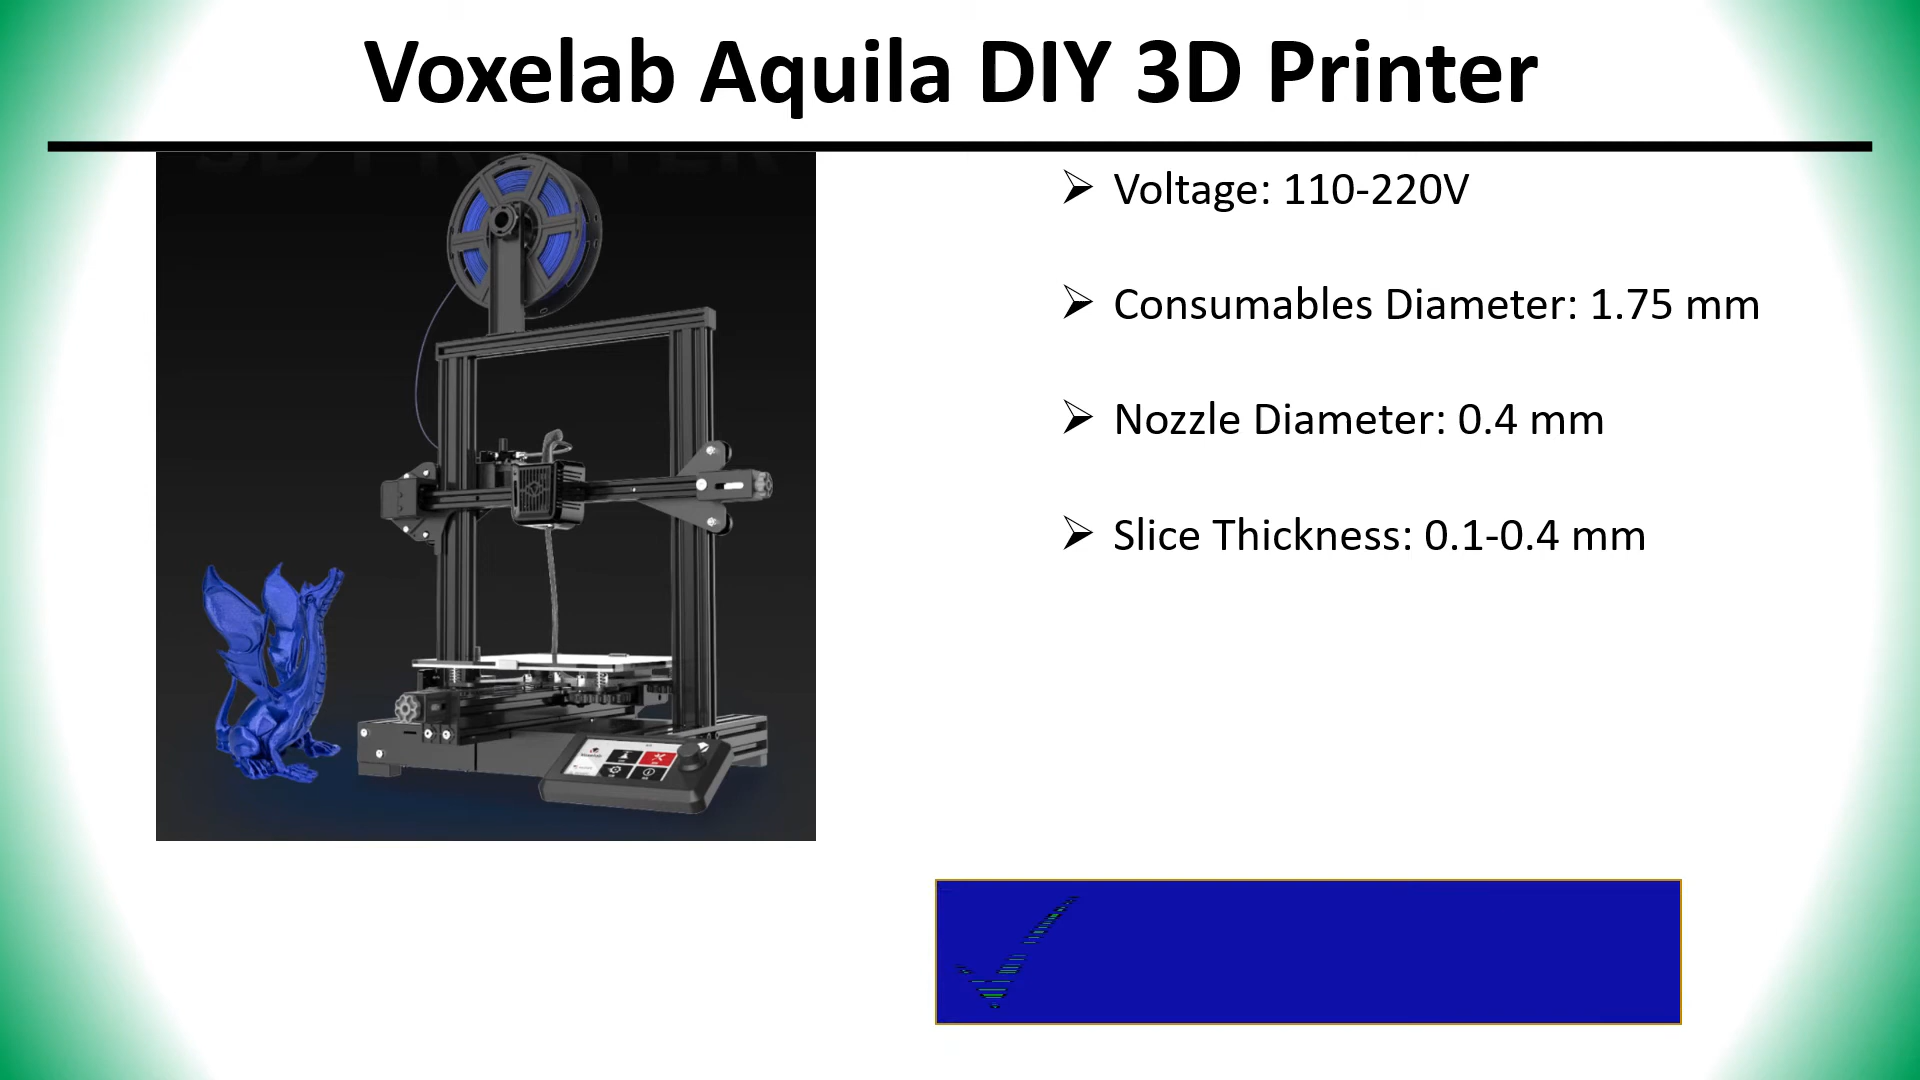 Voxelab Aquila DIY 3D Printer
Voltage: 110-220V
Consumables Diameter: 1.75 mm
Nozzle Diameter: 0.4 mm
Slice Thickness: 0.1-0.4 mm